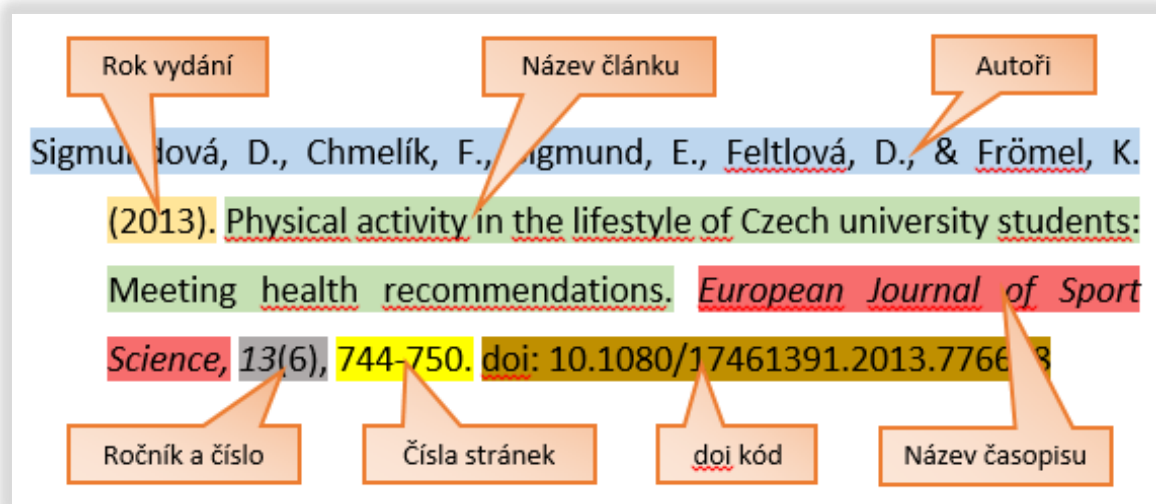 Rok vydání
Název článku
Autoři
Sigmundová, D., Chmelík, F., Sigmund, E., Feltlová, D., & Frömel, K.
(2013). Physical activity in the lifestyle of Czech university students:
Meeting health recommendations. European Journal of Sport
Science, 13(6), 744-750. doi:
Ročník a číslo
Čísla stránek
doi kód
Název časopisu